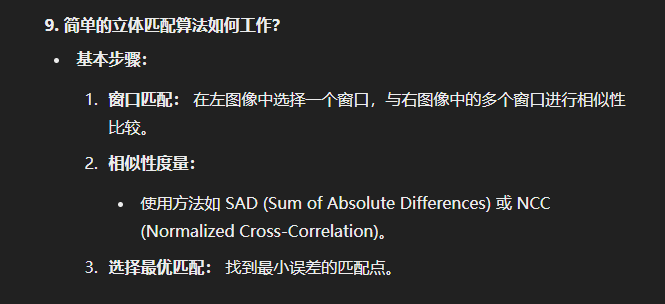 9. 简单的立体匹配算法如何工作？
• 基本步骤：
1. 窗口匹配： 在左图像中选择一个窗口，与右图像中的多个窗口进行相似性
比较。
2. 相似性度量：
• 使用方法如 SAD (Sum of Absolute Differences) 或 NCC
(Normalized Cross-Correlation)。
3. 选择最优匹配： 找到最小误差的匹配点。